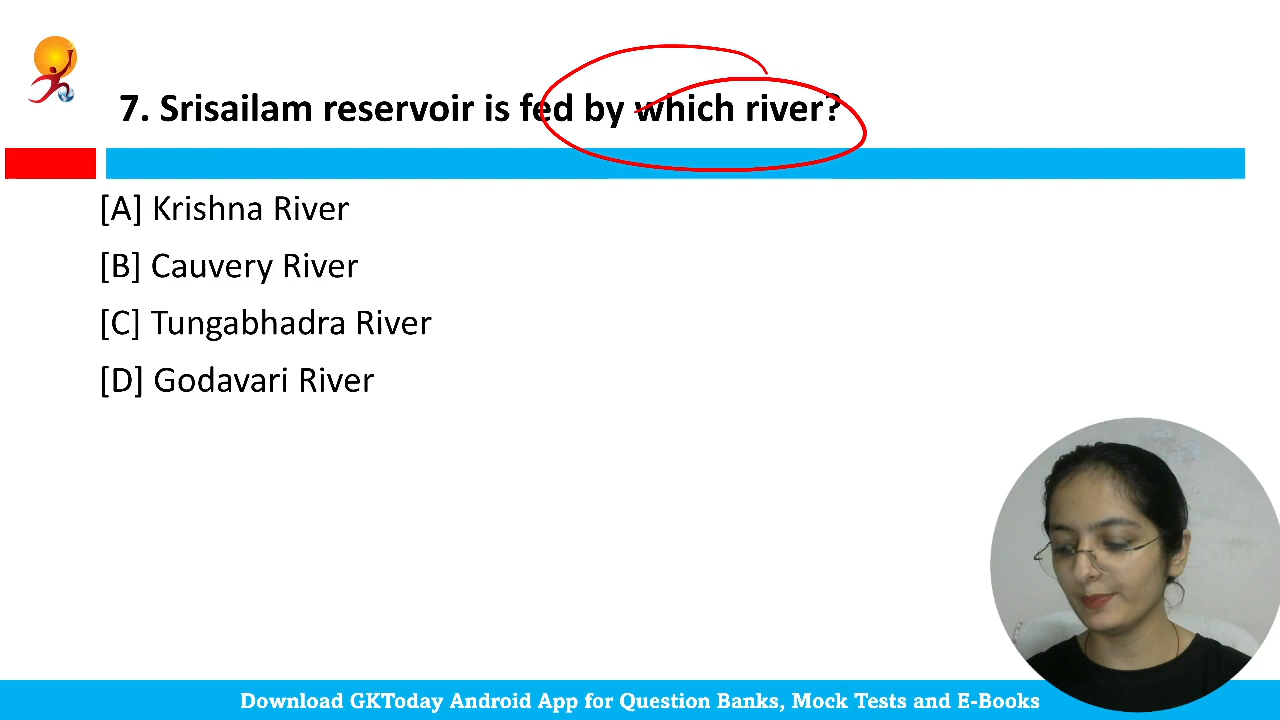 7. Srisailam reservoir is fed by which river?
[A] Krishna River
[B] Cauvery River
[C] Tungabhadra River
[D] Godavari River
Download GKToday Android App for Question Banks, Mock Tests and E-Books